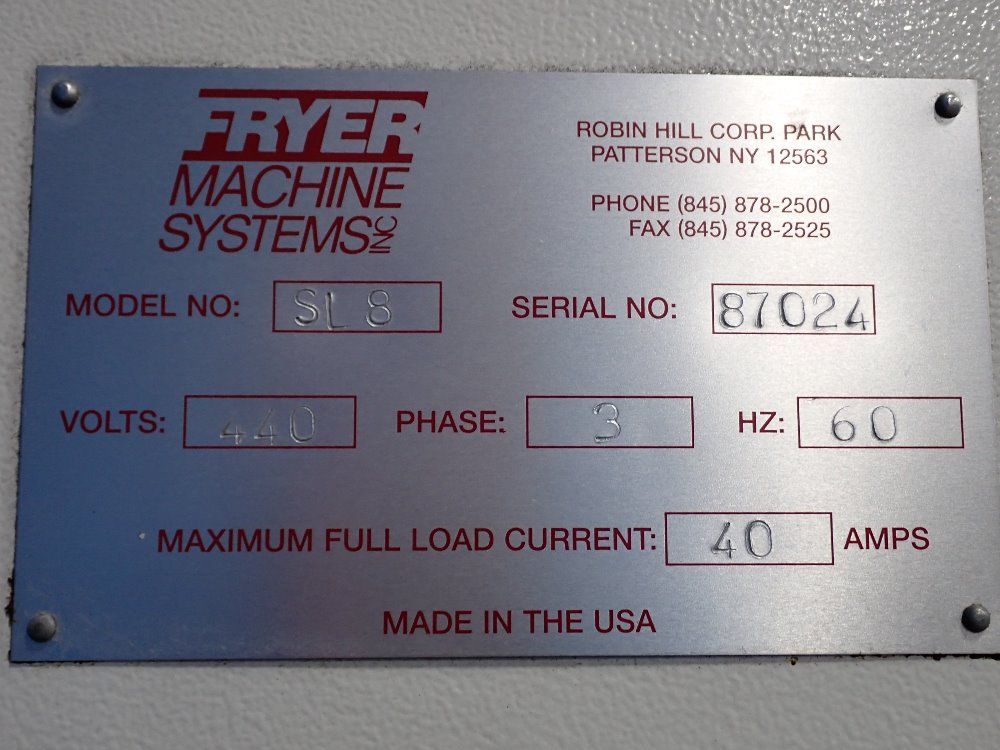 FRYER
MACHINE
SYSTEMS INC
ROBIN HILL CORP. PARK
PATTERSON NY 12563
PHONE (845) 878-2500
FAX (845) 878-2525
MODEL NO: SL 8 SERIAL NO: 87024
VOLTS: 440 PHASE: 3 HZ: 60
MAXIMUM FULL LOAD CURRENT: 40 AMPS
MADE IN THE USA